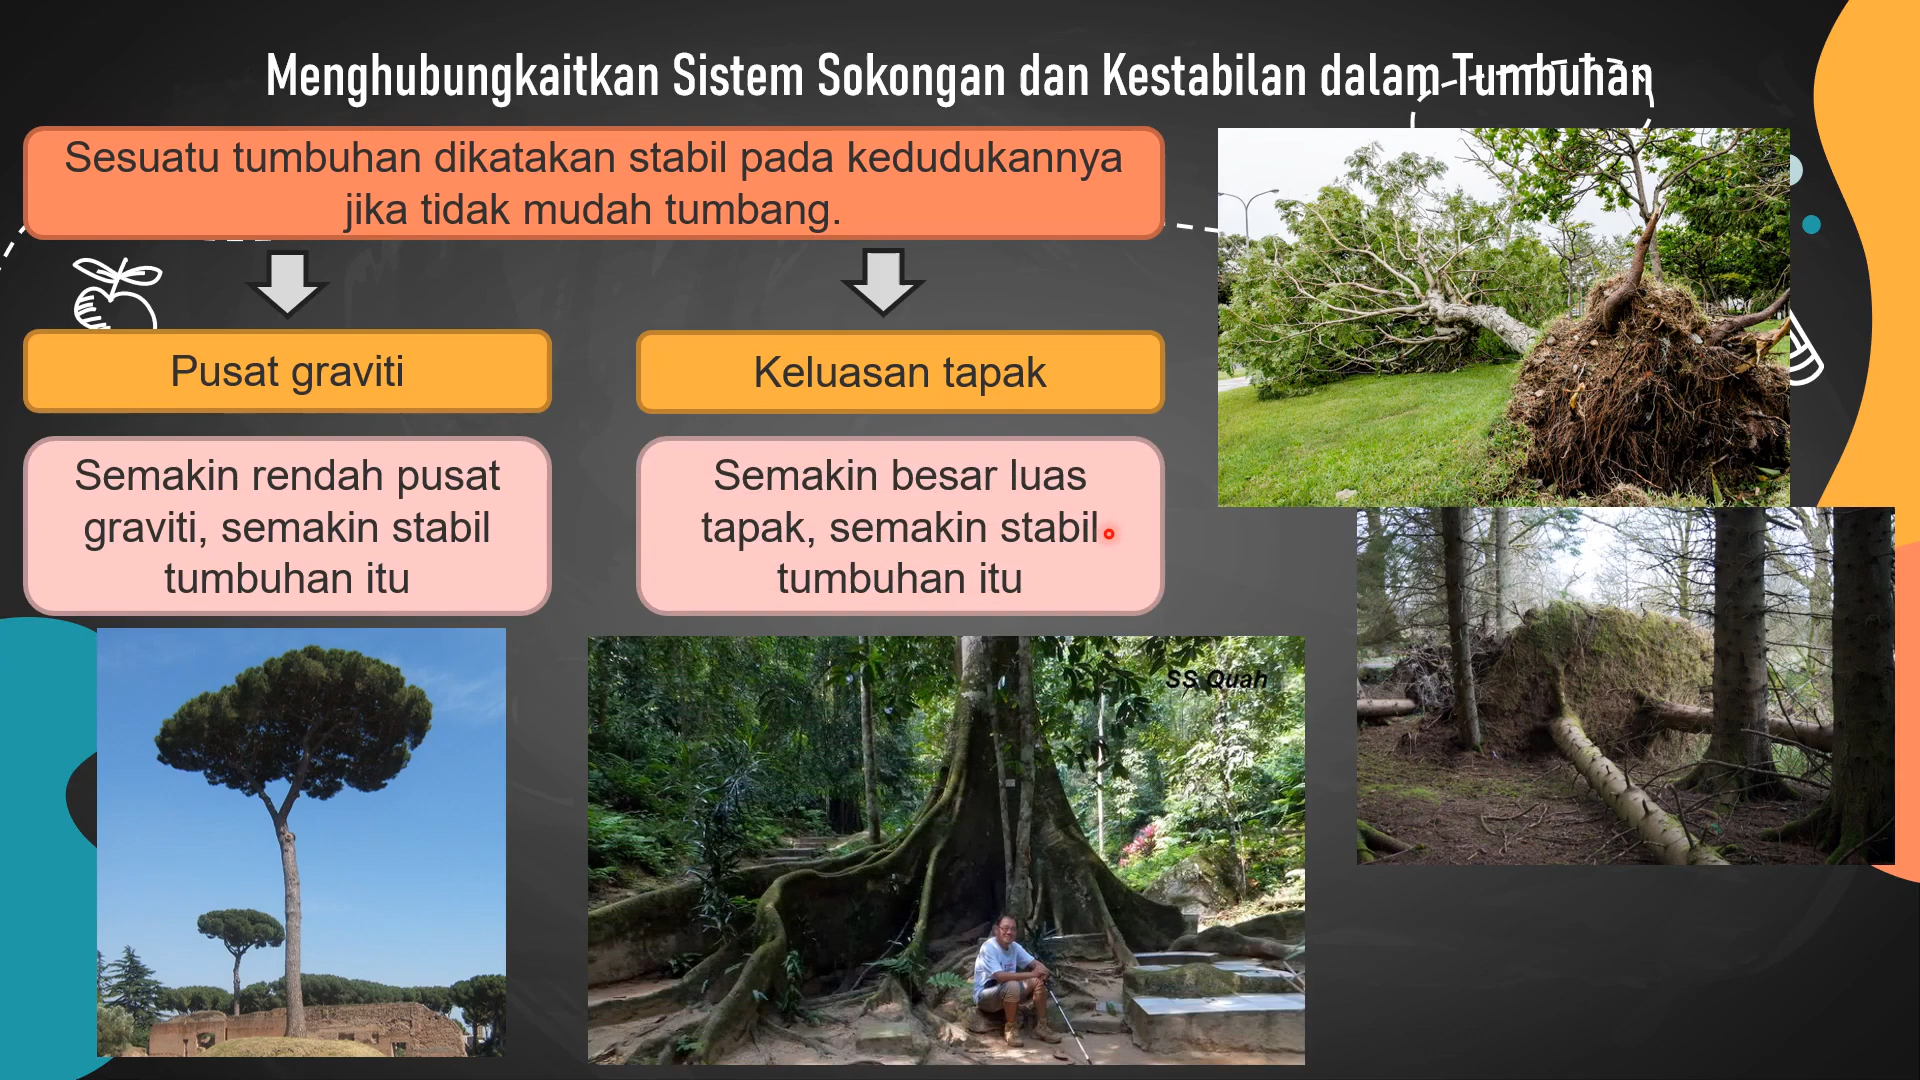 Menghubungkaitkan Sistem Sokongan dan Kestabilan dalam Tumbuhan
Sesuatu tumbuhan dikatakan stabil pada kedudukannya
jika tidak mudah tumbang.
Pusat graviti
Semakin rendah pusat
graviti, semakin stabil
tumbuhan itu
Keluasan tapak
Semakin besar luas
tapak, semakin stabil
tumbuhan itu
SS Quah